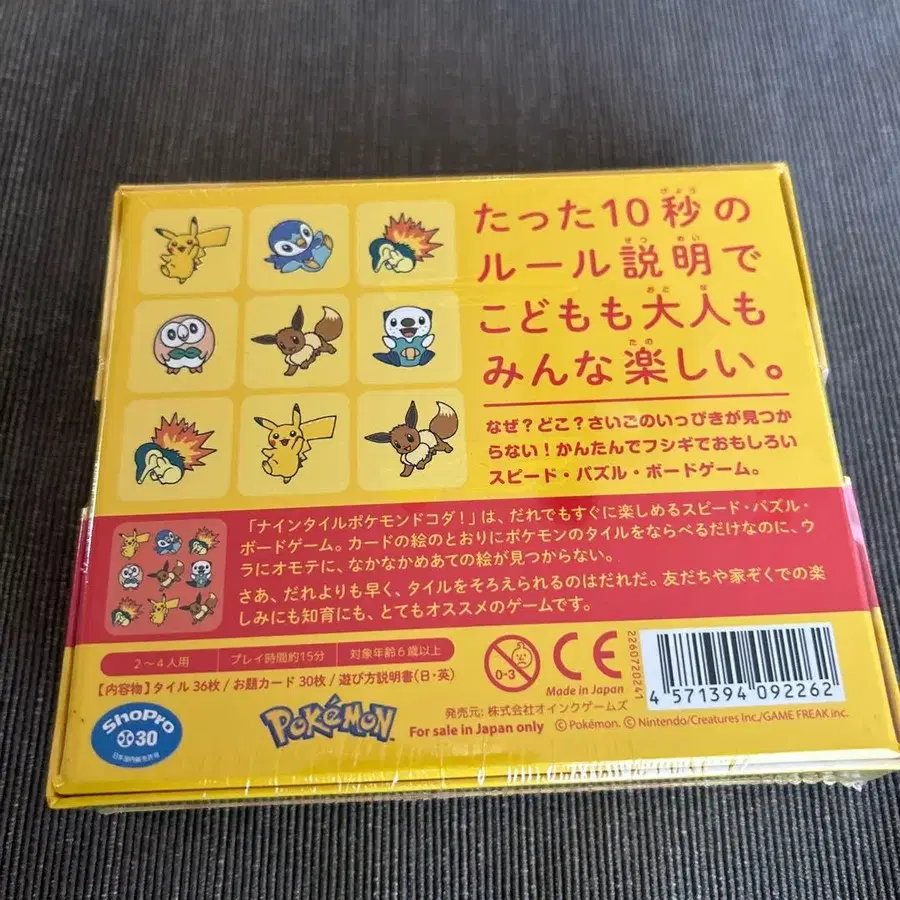 たった10秒の
ルール説明で
こどもも大人も
みんな楽しい。
なぜ?どこ?さいごのいっぴきが見つか
らない!かんたんでフシギでおもしろい
スピード・パズル・ボードゲーム。
「ナインタイルポケモンドコダ!」は、だれでもすぐに楽しめるスピード・パズル・
ボードゲーム。カードの絵のとおりにポケモンのタイルをならべるだけなのに、ウ
ラにオモテに、なかなかめあての絵が見つからない。
さあ、だれよりも早く、タイルをそろえられるのはだれだ。友だちや家ぞくでの楽
しみにも知育にも、とてもオススメのゲームです。
2〜4人用 プレイ時間約15分 対象年齢6歳以上
【内容物】タイル 36枚 / お題カード 30枚 / 遊び方説明書(日・英)
ShoPro
30
日本国内販売許諾
POKÉMON
0-3
CE
Made in Japan
発売元: 株式会社オインクゲームズ
For sale in Japan only
©Pokémon. ©Nintendo/Creatures Inc./GAME FREAK inc.
2260720241
4 571394 092262